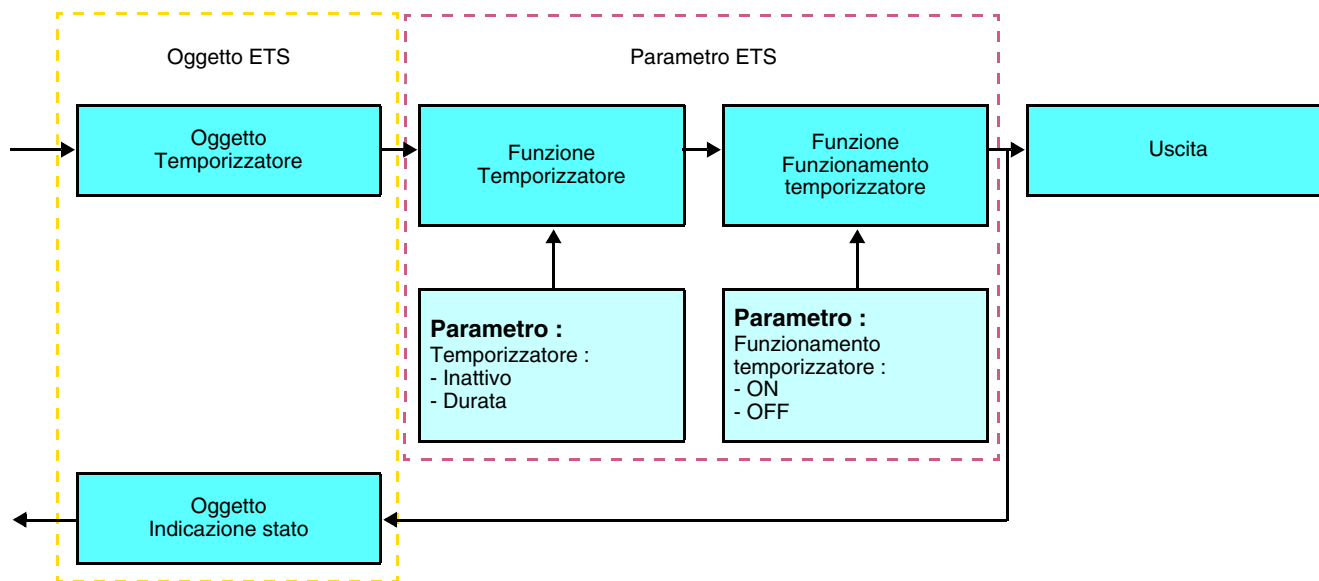 Oggetto ETS
Parametro ETS
Oggetto
Temporizzatore
Funzione
Temporizzatore
Funzione
Funzionamento
temporizzatore
Uscita
Parametro :
Temporizzatore :
- Inattivo
- Durata
Parametro :
Funzionamento
temporizzatore :
- ON
- OFF
Oggetto
Indicazione stato